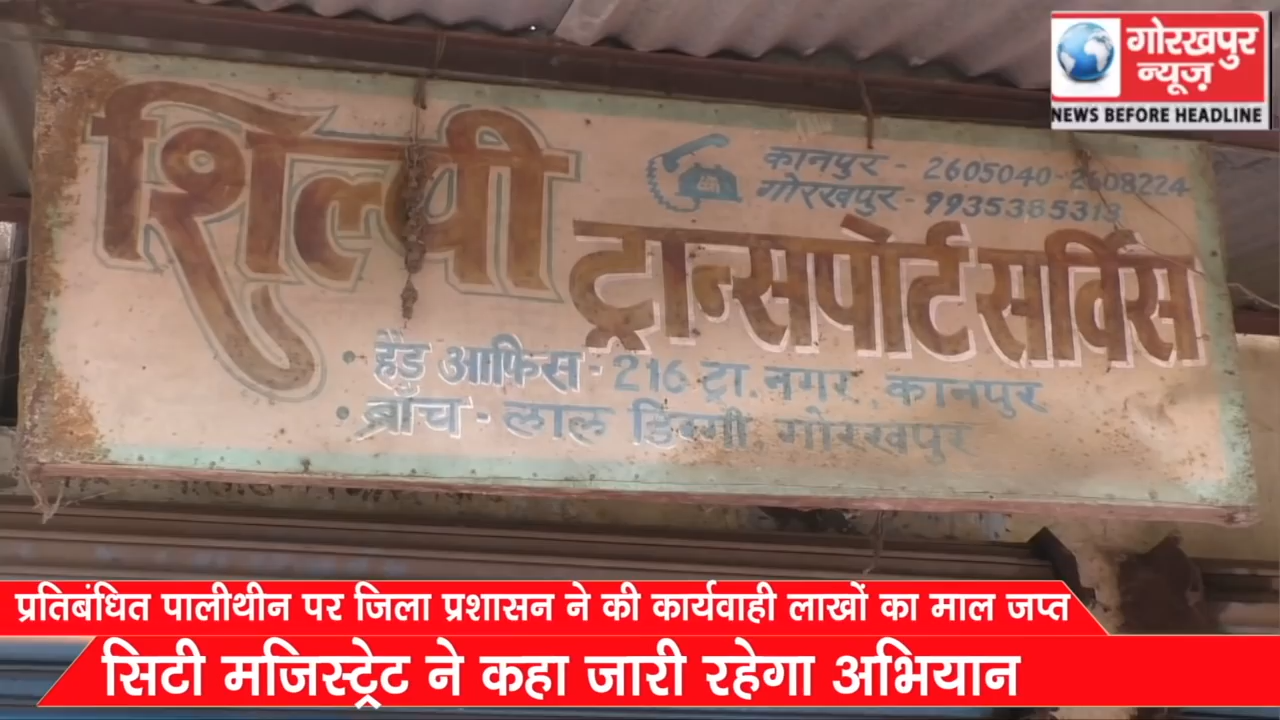 गोरखपुर
न्यूज़
NEWS BEFORE HEADLINE
शिल्पी
कानपुर - 2605040-2608224
गोरखपुर - 9935385313
ट्रान्सपोर्ट सर्विस
• हैड आफिस - 216 ट्रा. नगर, कानपुर
• ब्रांच - लाल डिग्गी, गोरखपुर
प्रतिबंधित पालीथीन पर जिला प्रशासन ने की कार्यवाही लाखों का माल जप्त
सिटी मजिस्ट्रेट ने कहा जारी रहेगा अभियान